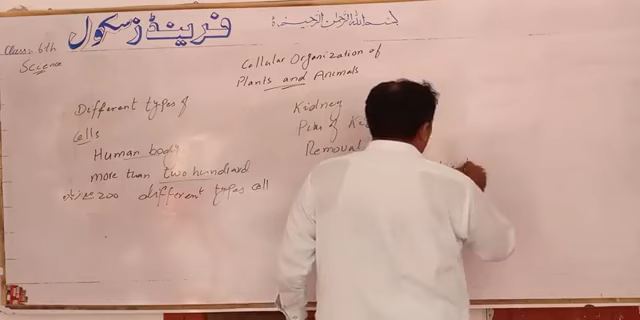 فرینڈز سکول
بسم اللہ الرحمن الرحیم
Class: 6th
Science
Cellular Organization of
Plants and Animals
Different types of
Cells
Human body
more than two hundrard
200 different types cell
Kidney
Removal